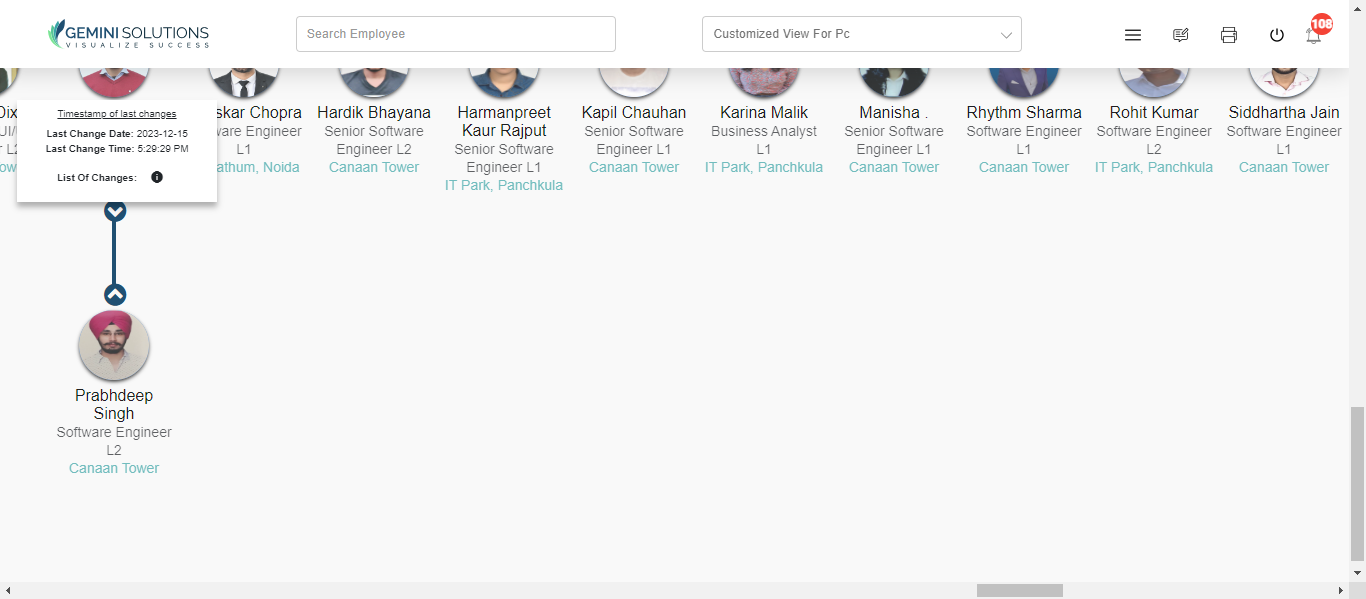 GEMINI SOLUTIONS
VISUALIZE SUCCESS
Search Employee
Customized View For Pc
108
Timestamp of last changes
Last Change Date: 2023-12-15
Last Change Time: 5:29:29 PM
List Of Changes:
skar Chopra
ware Engineer
L1
athum, Noida
Hardik Bhayana
Senior Software
Engineer L2
Canaan Tower
Harmanpreet
Kaur Rajput
Senior Software
Engineer L1
IT Park, Panchkula
Kapil Chauhan
Senior Software
Engineer L1
Canaan Tower
Karina Malik
Business Analyst
L1
IT Park, Panchkula
Manisha .
Senior Software
Engineer L1
Canaan Tower
Rhythm Sharma
Software Engineer
L1
Canaan Tower
Rohit Kumar
Software Engineer
L2
IT Park, Panchkula
Siddhartha Jain
Software Engineer
L1
Canaan Tower
Prabhdeep
Singh
Software Engineer
L2
Canaan Tower